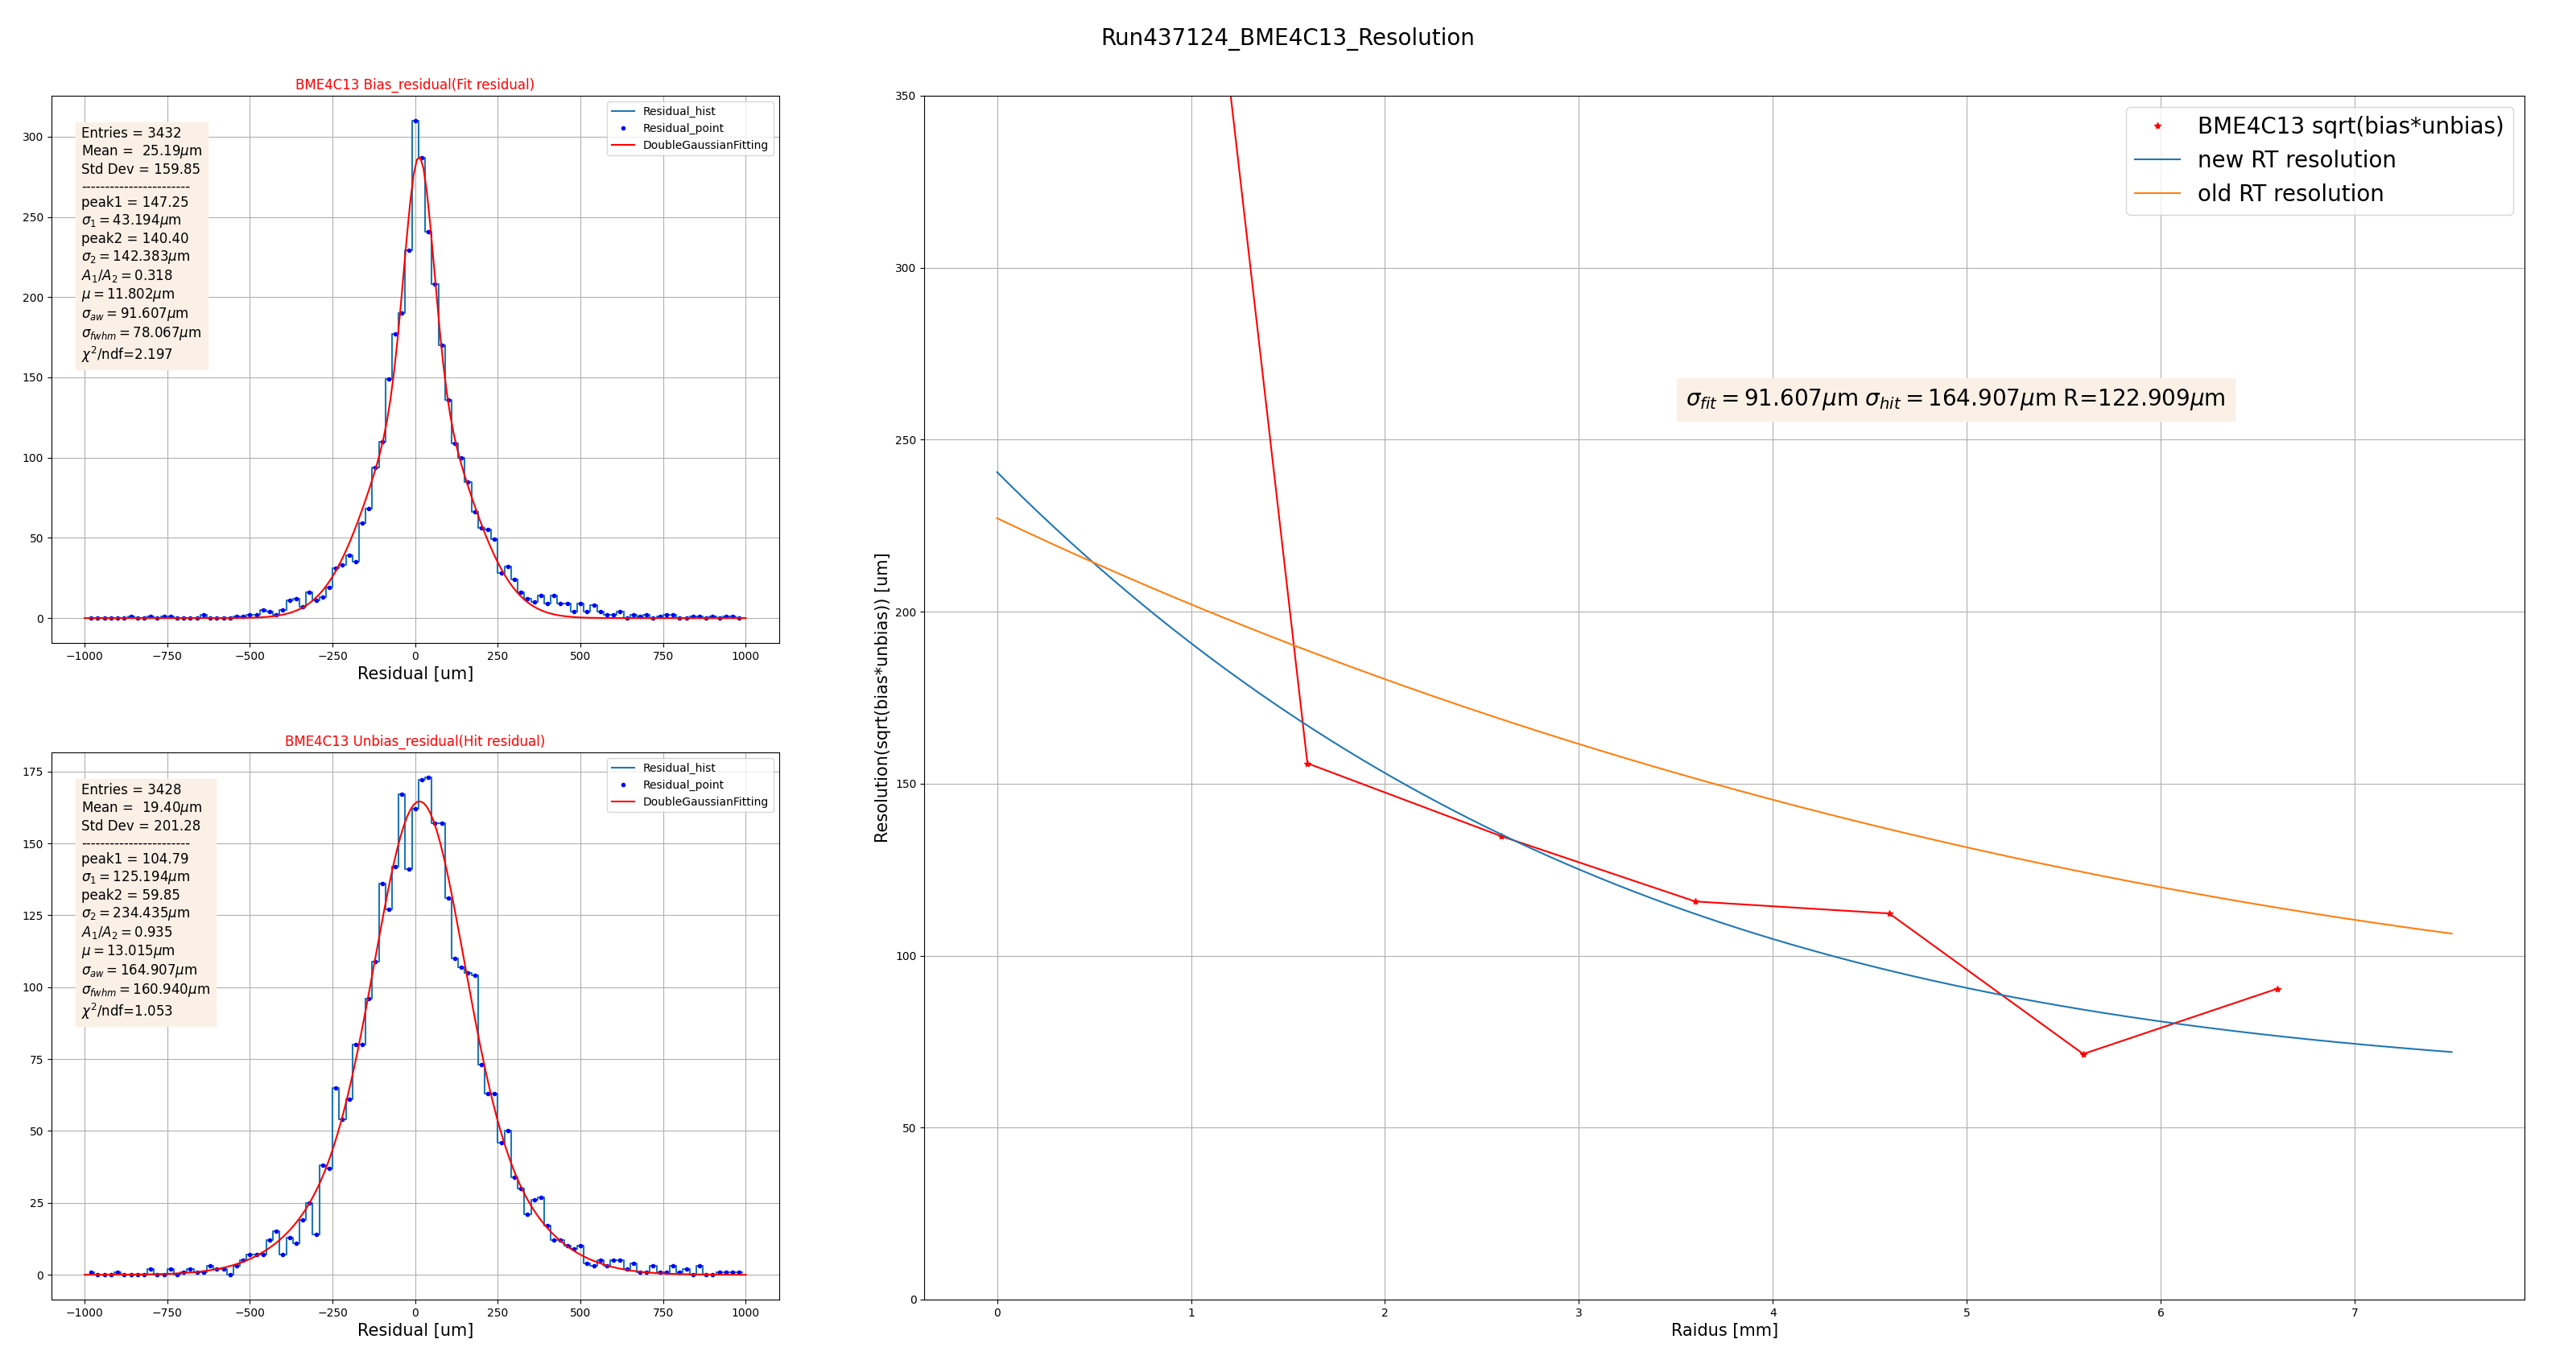 Run437124_BME4C13_Resolution
BME4C13 Bias_residual(Fit residual)
Residual_hist
Residual_point
DoubleGaussianFitting
Entries = 3432
Mean = 25.19μm
Std Dev = 159.85
-----------------------
peak1 = 147.25
σ₁ = 43.194μm
peak2 = 140.40
σ₂ = 142.383μm
A₁/A₂ = 0.318
μ = 11.802μm
σ_aw = 91.607μm
σ_fwhm = 78.067μm
χ²/ndf=2.197
300
250
200
150
100
50
0
−1000 −750 −500 −250 0 250 500 750 1000
Residual [um]
BME4C13 Unbias_residual(Hit residual)
Residual_hist
Residual_point
DoubleGaussianFitting
Entries = 3428
Mean = 19.40μm
Std Dev = 201.28
-----------------------
peak1 = 104.79
σ₁ = 125.194μm
peak2 = 59.85
σ₂ = 234.435μm
A₁/A₂ = 0.935
μ = 13.015μm
σ_aw = 164.907μm
σ_fwhm = 160.940μm
χ²/ndf=1.053
175
150
125
100
75
50
25
0
−1000 −750 −500 −250 0 250 500 750 1000
Residual [um]
BME4C13 sqrt(bias*unbias)
new RT resolution
old RT resolution
σ_fit = 91.607μm σ_hit = 164.907μm R=122.909μm
Resolution(sqrt(bias*unbias)) [um]
350
300
250
200
150
100
50
0
0 1 2 3 4 5 6 7
Raidus [mm]